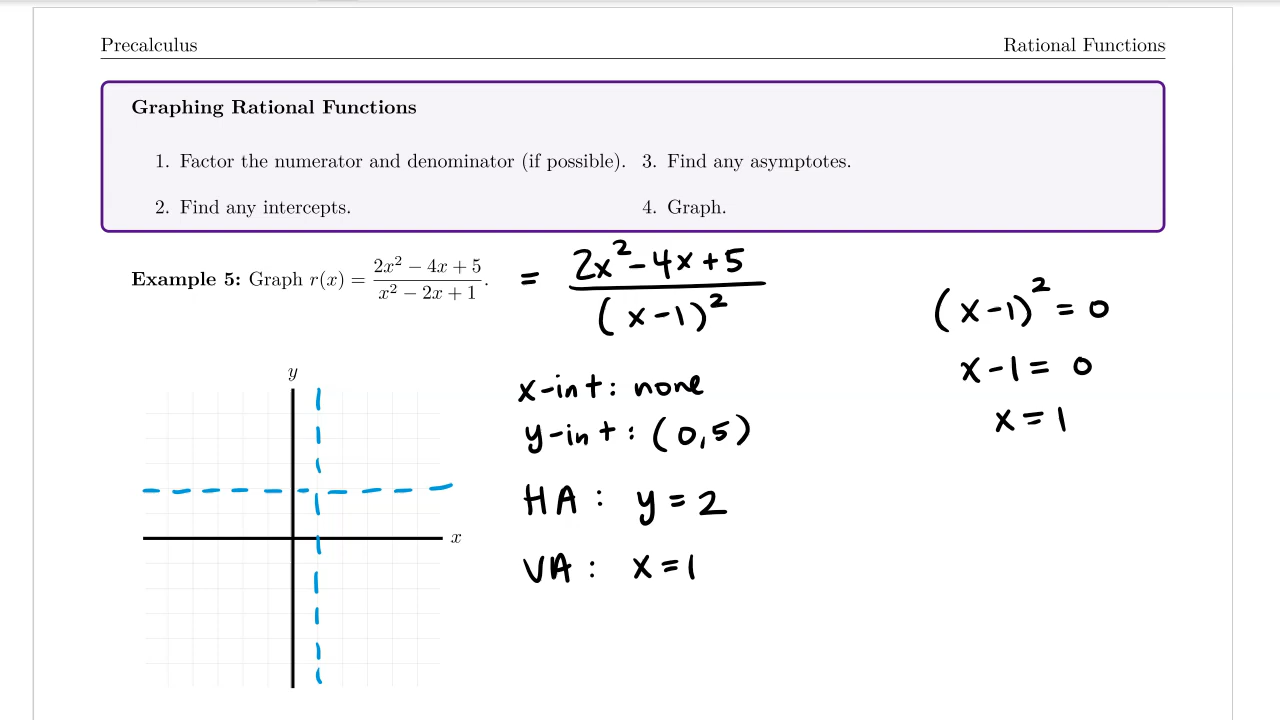 Precalculus Rational Functions
Graphing Rational Functions
1. Factor the numerator and denominator (if possible). 3. Find any asymptotes.
2. Find any intercepts. 4. Graph.
Example 5: Graph r(x) = (2x² − 4x + 5)/(x² − 2x + 1). = (2x² − 4x + 5)/((x − 1)²)
(x − 1)² = 0
x − 1 = 0
x = 1
x-int: none
y-int: (0,5)
HA: y = 2
VA: x = 1
y
x